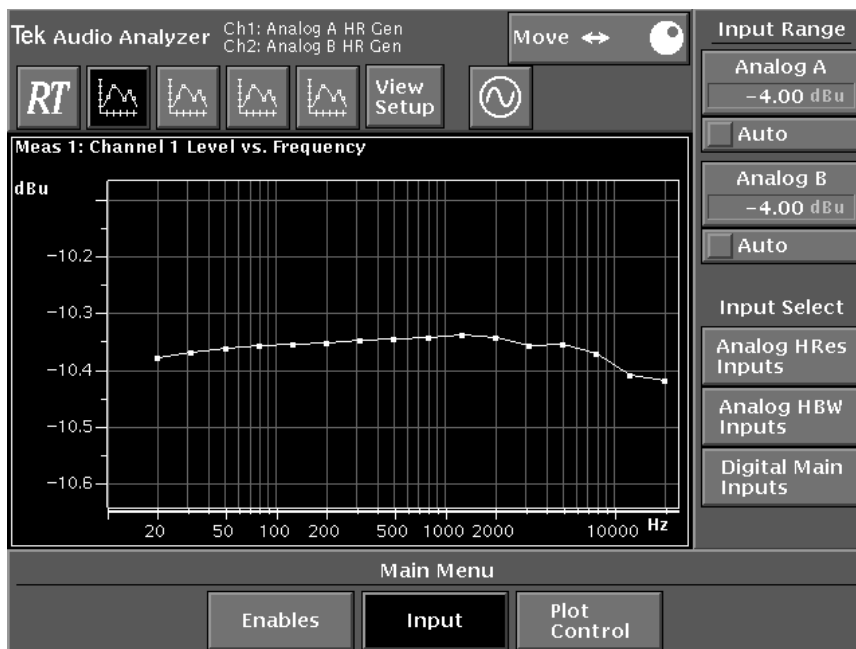 Tek Audio Analyzer
Ch1: Analog A HR Gen
Ch2: Analog B HR Gen
Move ↔
Input Range
RT
View
Setup
Analog A
-4.00 dBu
Auto
Meas 1: Channel 1 Level vs. Frequency
dBu
Analog B
-4.00 dBu
Auto
-10.2
-10.3
-10.4
-10.5
-10.6
20 50 100 200 500 1000 2000 10000 Hz
Input Select
Analog HRes
Inputs
Analog HBW
Inputs
Digital Main
Inputs
Main Menu
Enables
Input
Plot
Control